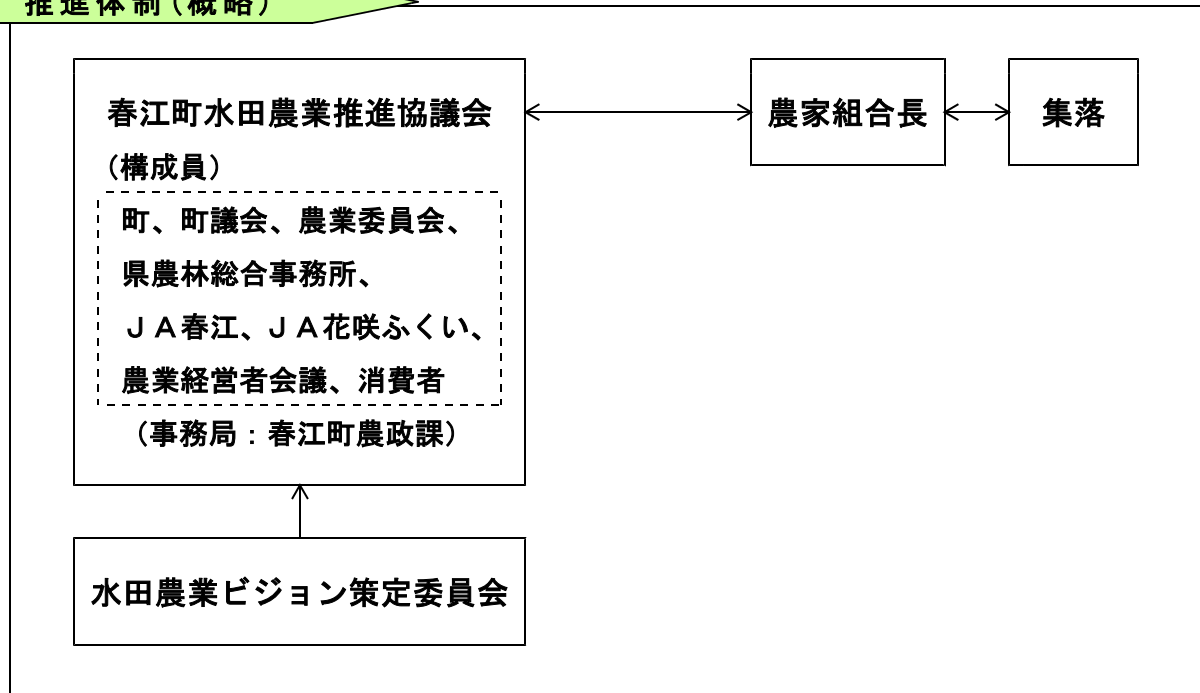 推進体制（概略）
春江町水田農業推進協議会
（構成員）
町、町議会、農業委員会、
県農林総合事務所、
ＪＡ春江、ＪＡ花咲ふくい、
農業経営者会議、消費者
（事務局：春江町農政課）
農家組合長
集落
水田農業ビジョン策定委員会